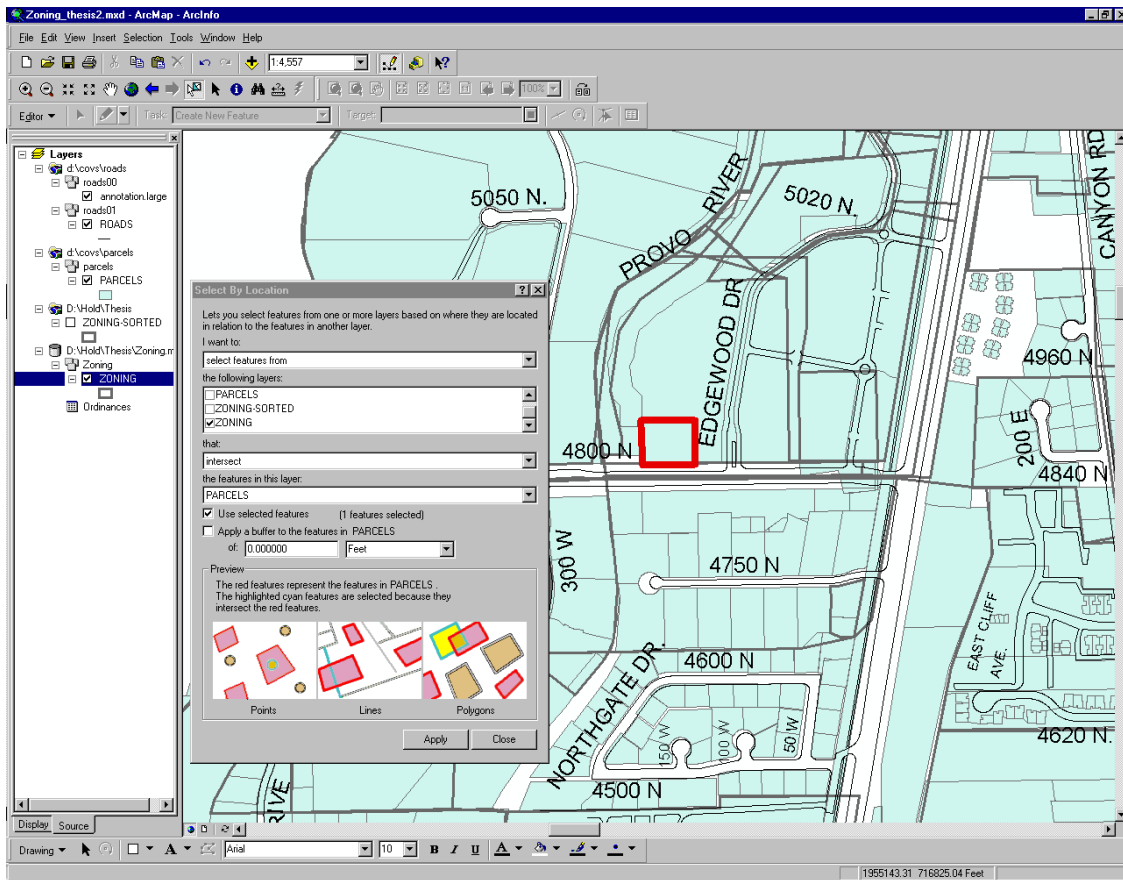 Zoning_thesis2.mxd - ArcMap - ArcInfo
File Edit View Insert Selection Tools Window Help
1:4,557
100%
Editor Task: Create New Feature Target:
Layers
d:\covs\roads
roads00
annotation.large
roads01
ROADS
d:\covs\parcels
parcels
PARCELS
D:\Hold\Thesis
ZONING-SORTED
D:\Hold\Thesis\Zoning.m
Zoning
ZONING
Ordinances
Display Source
Select By Location
Lets you select features from one or more layers based on where they are located
in relation to the features in another layer.
I want to:
select features from
the following layers:
PARCELS
ZONING-SORTED
ZONING
that:
intersect
the features in this layer:
PARCELS
Use selected features (1 features selected)
Apply a buffer to the features in PARCELS
of: 0.000000 Feet
Preview
The red features represent the features in PARCELS .
The highlighted cyan features are selected because they
intersect the red features.
Points Lines Polygons
Apply Close
5050 N.
PROVO RIVER
5020 N.
CANYON RD
EDGEWOOD DR
4960 N
4800 N
200 E
4840 N
300 W
4750 N
EAST CLIFF
AVE.
4600 N
NORTHGATE DR.
150 W
100 W
50 W
4620 N.
4500 N
RIVE
Drawing A Arial 10 B I U A
1955143.31 716825.04 Feet